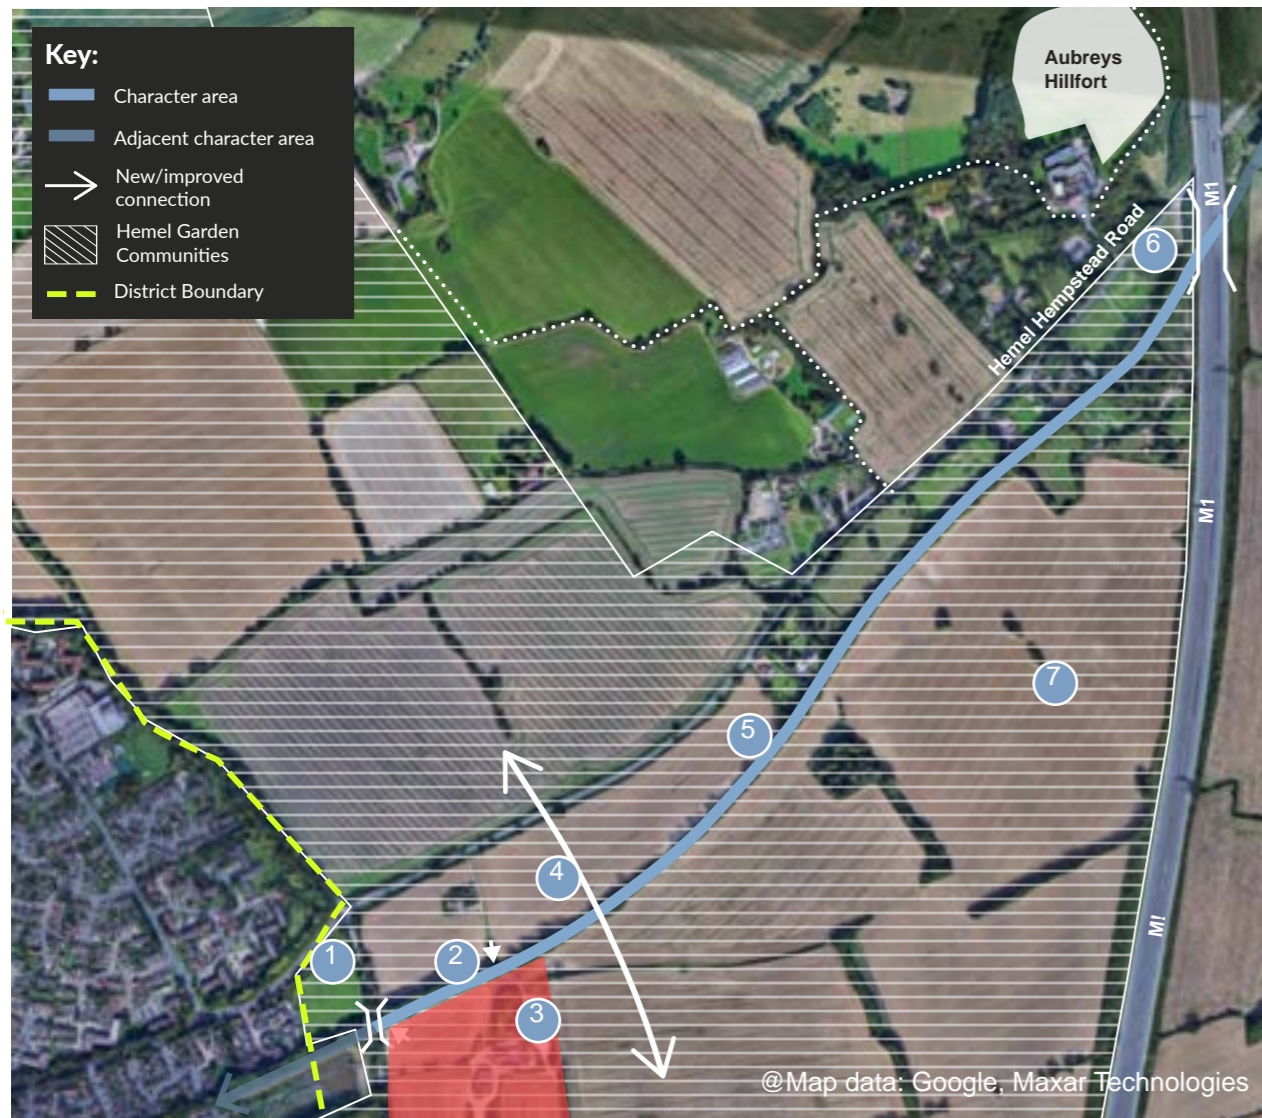 Key:
Character area
Adjacent character area
New/improved
connection
Hemel Garden
Communities
District Boundary
Aubreys
Hillfort
M1
Hemel Hempstead Road
6
M1
7
5
4
1
2
3
M!
@Map data: Google, Maxar Technologies